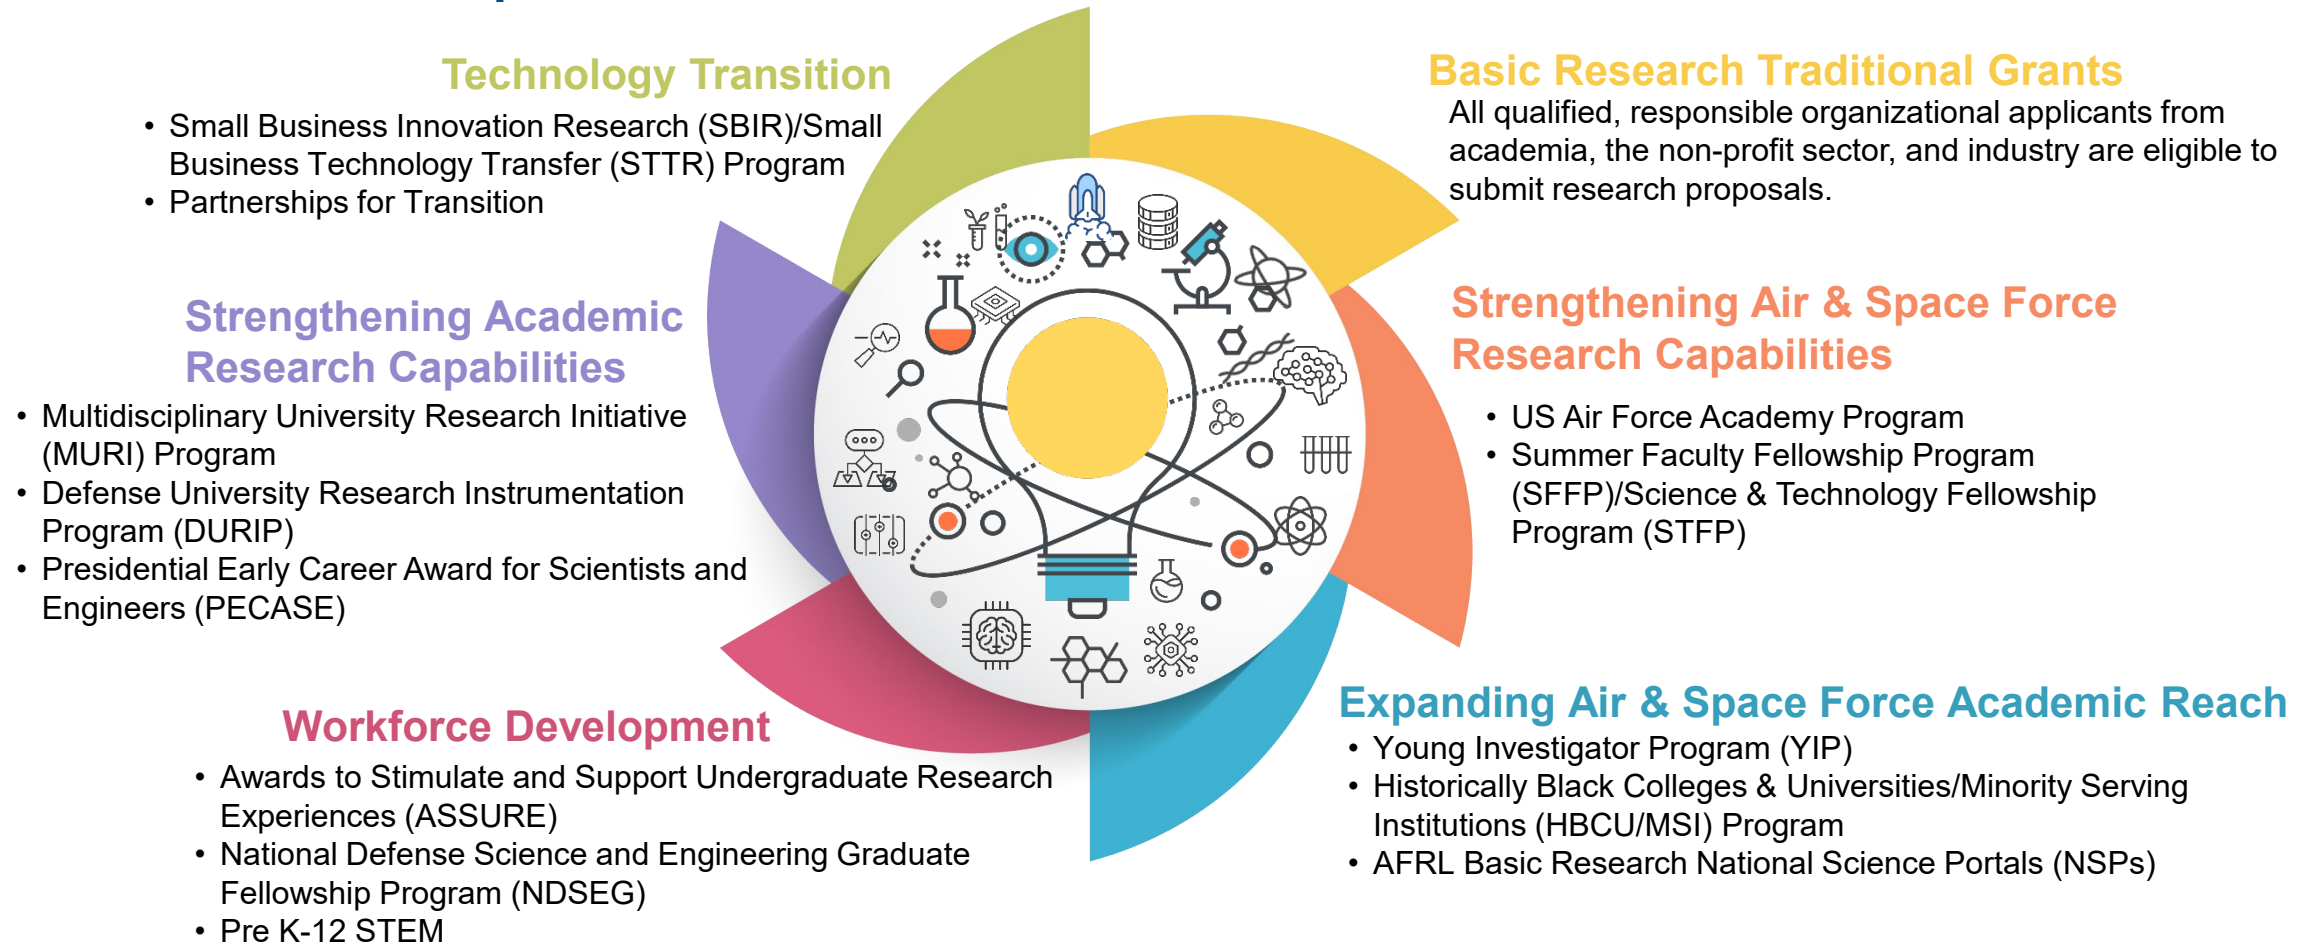 Technology Transition
• Small Business Innovation Research (SBIR)/Small
Business Technology Transfer (STTR) Program
• Partnerships for Transition
Basic Research Traditional Grants
All qualified, responsible organizational applicants from
academia, the non-profit sector, and industry are eligible to
submit research proposals.
Strengthening Academic
Research Capabilities
• Multidisciplinary University Research Initiative
(MURI) Program
• Defense University Research Instrumentation
Program (DURIP)
• Presidential Early Career Award for Scientists and
Engineers (PECASE)
Strengthening Air & Space Force
Research Capabilities
• US Air Force Academy Program
• Summer Faculty Fellowship Program
(SFFP)/Science & Technology Fellowship
Program (STFP)
Workforce Development
• Awards to Stimulate and Support Undergraduate Research
Experiences (ASSURE)
• National Defense Science and Engineering Graduate
Fellowship Program (NDSEG)
• Pre K-12 STEM
Expanding Air & Space Force Academic Reach
• Young Investigator Program (YIP)
• Historically Black Colleges & Universities/Minority Serving
Institutions (HBCU/MSI) Program
• AFRL Basic Research National Science Portals (NSPs)